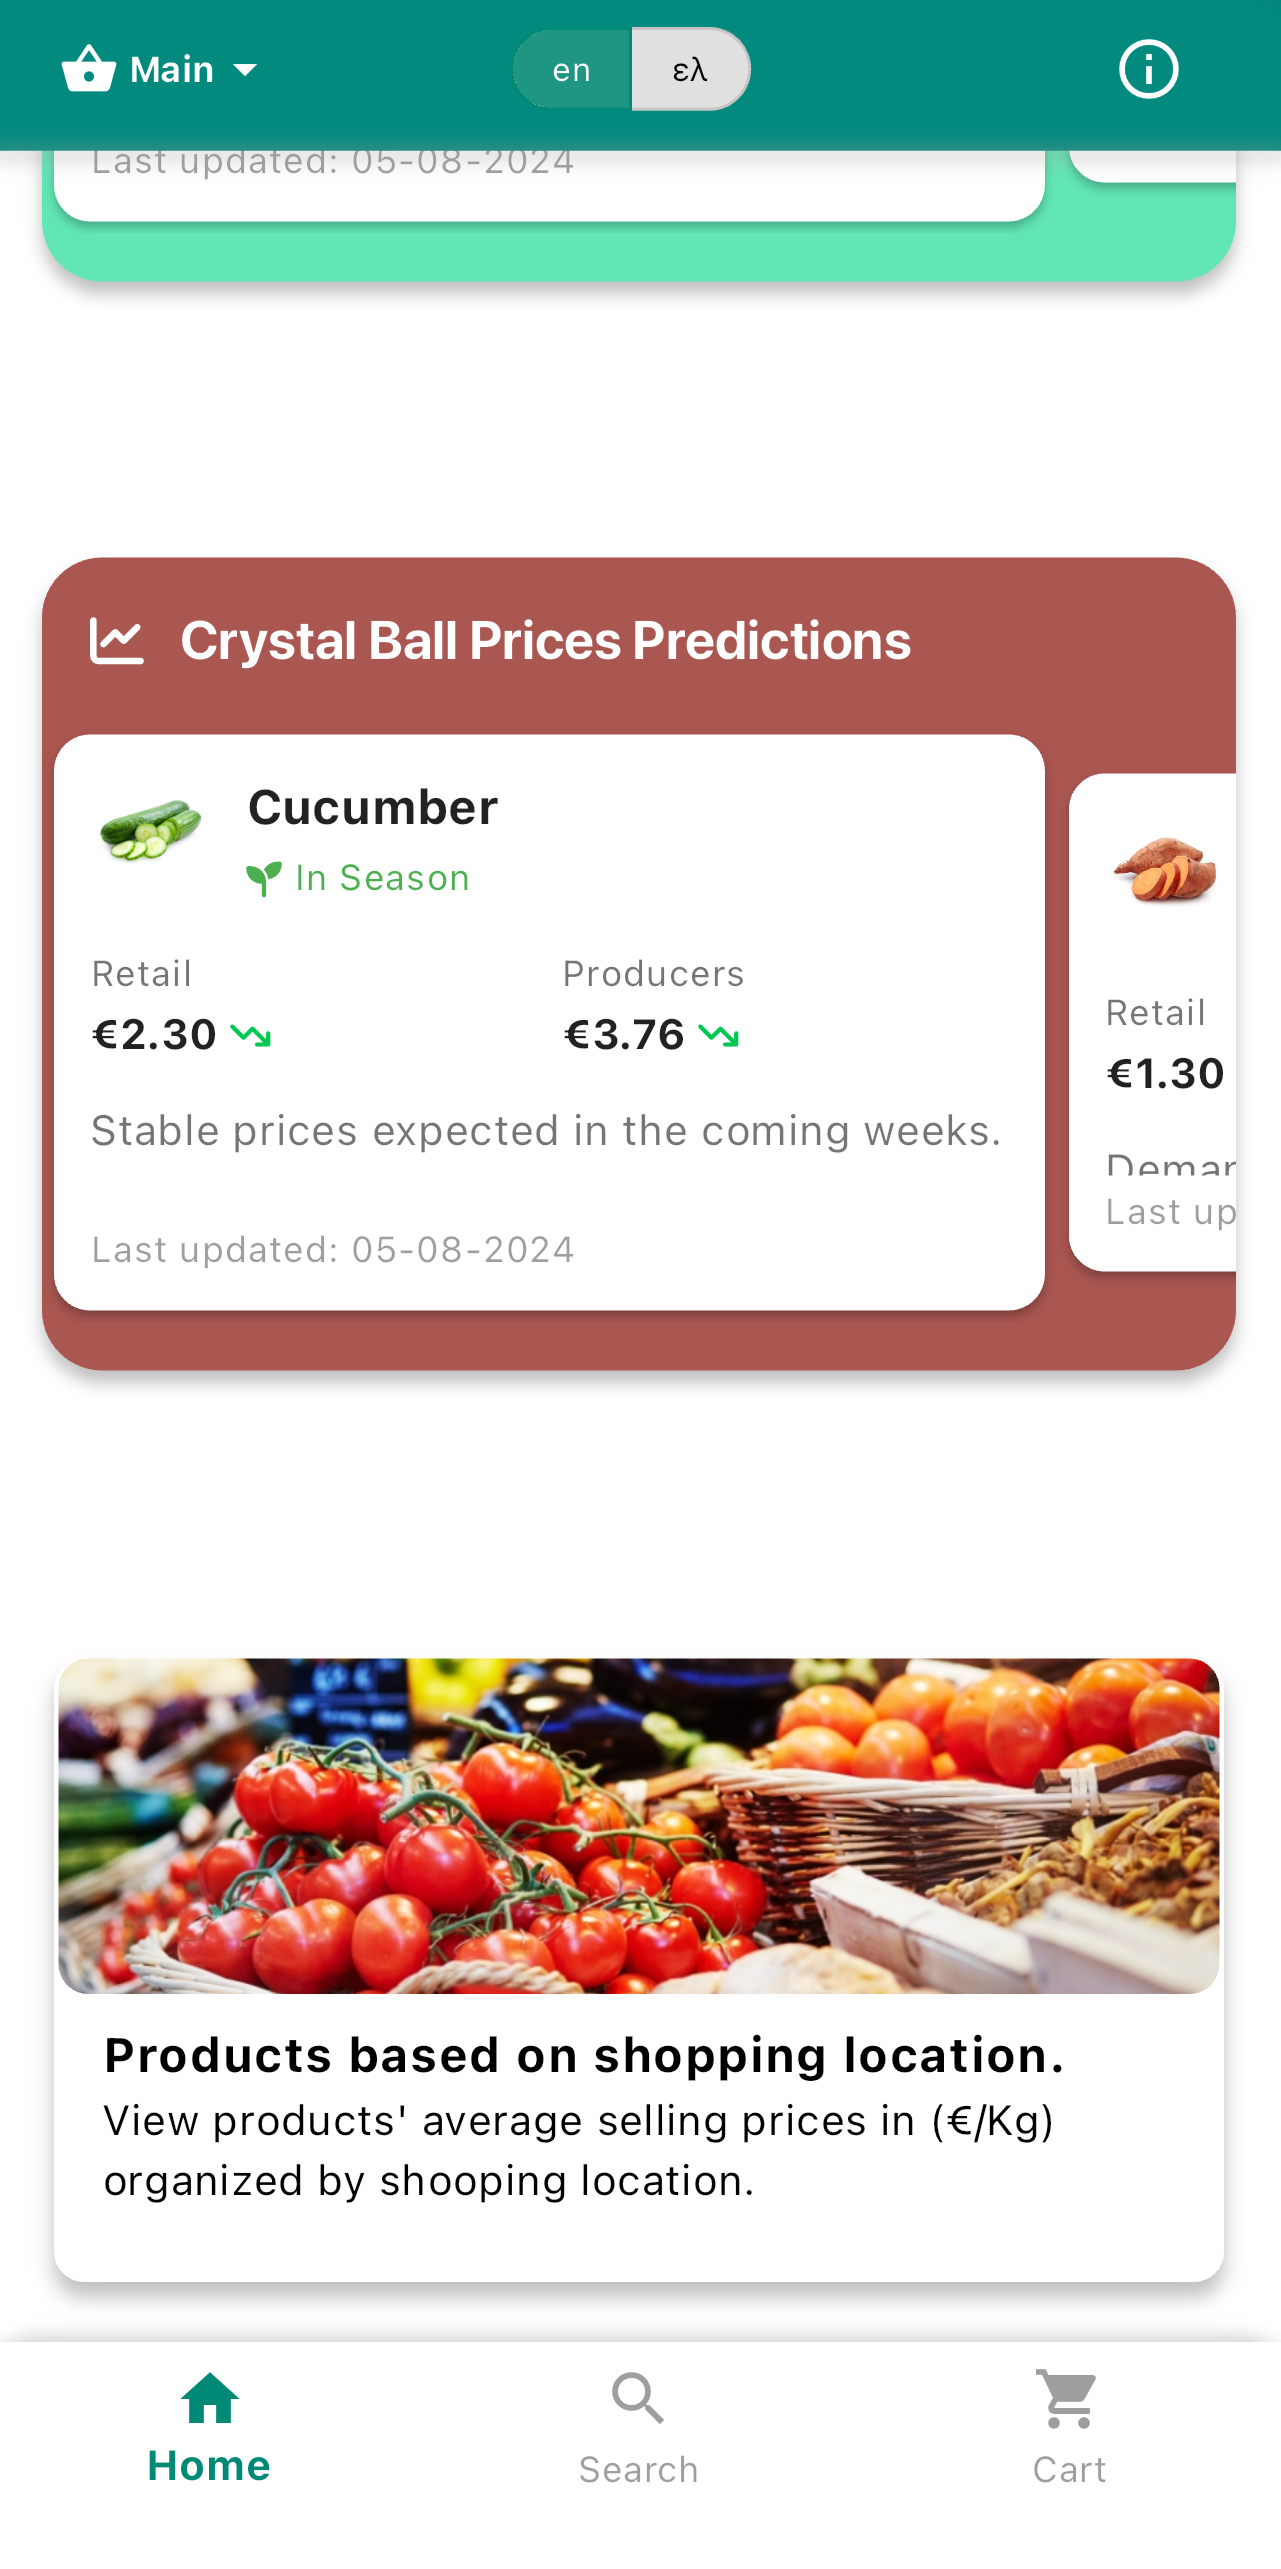 Main
en
ελ
Last updated: 05-08-2024
Crystal Ball Prices Predictions
Cucumber
In Season
Retail
Producers
€2.30
€3.76
Stable prices expected in the coming weeks.
Last updated: 05-08-2024
Retail
€1.30
Last up
Products based on shopping location.
View products' average selling prices in (€/Kg)
organized by shooping location.
Home
Search
Cart